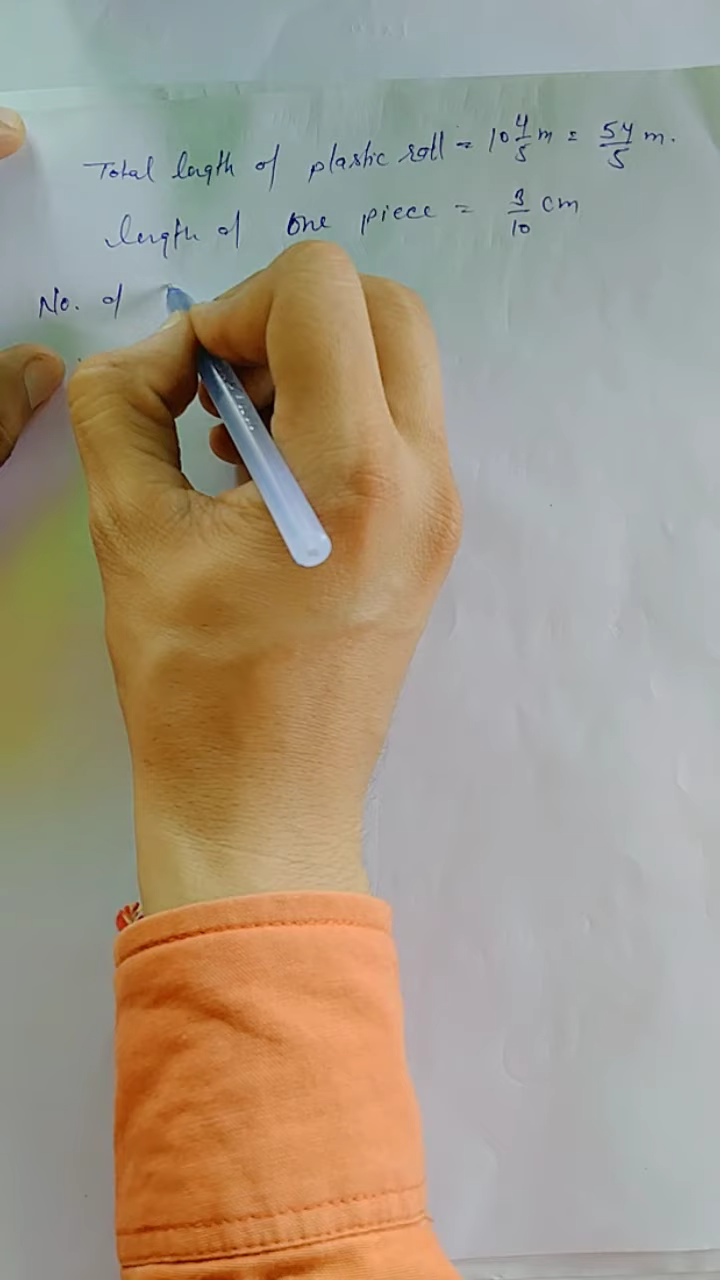 Total length of plastic roll = 10 4/5 m = 54/5 m.
length of one piece = 3/10 cm
No. of